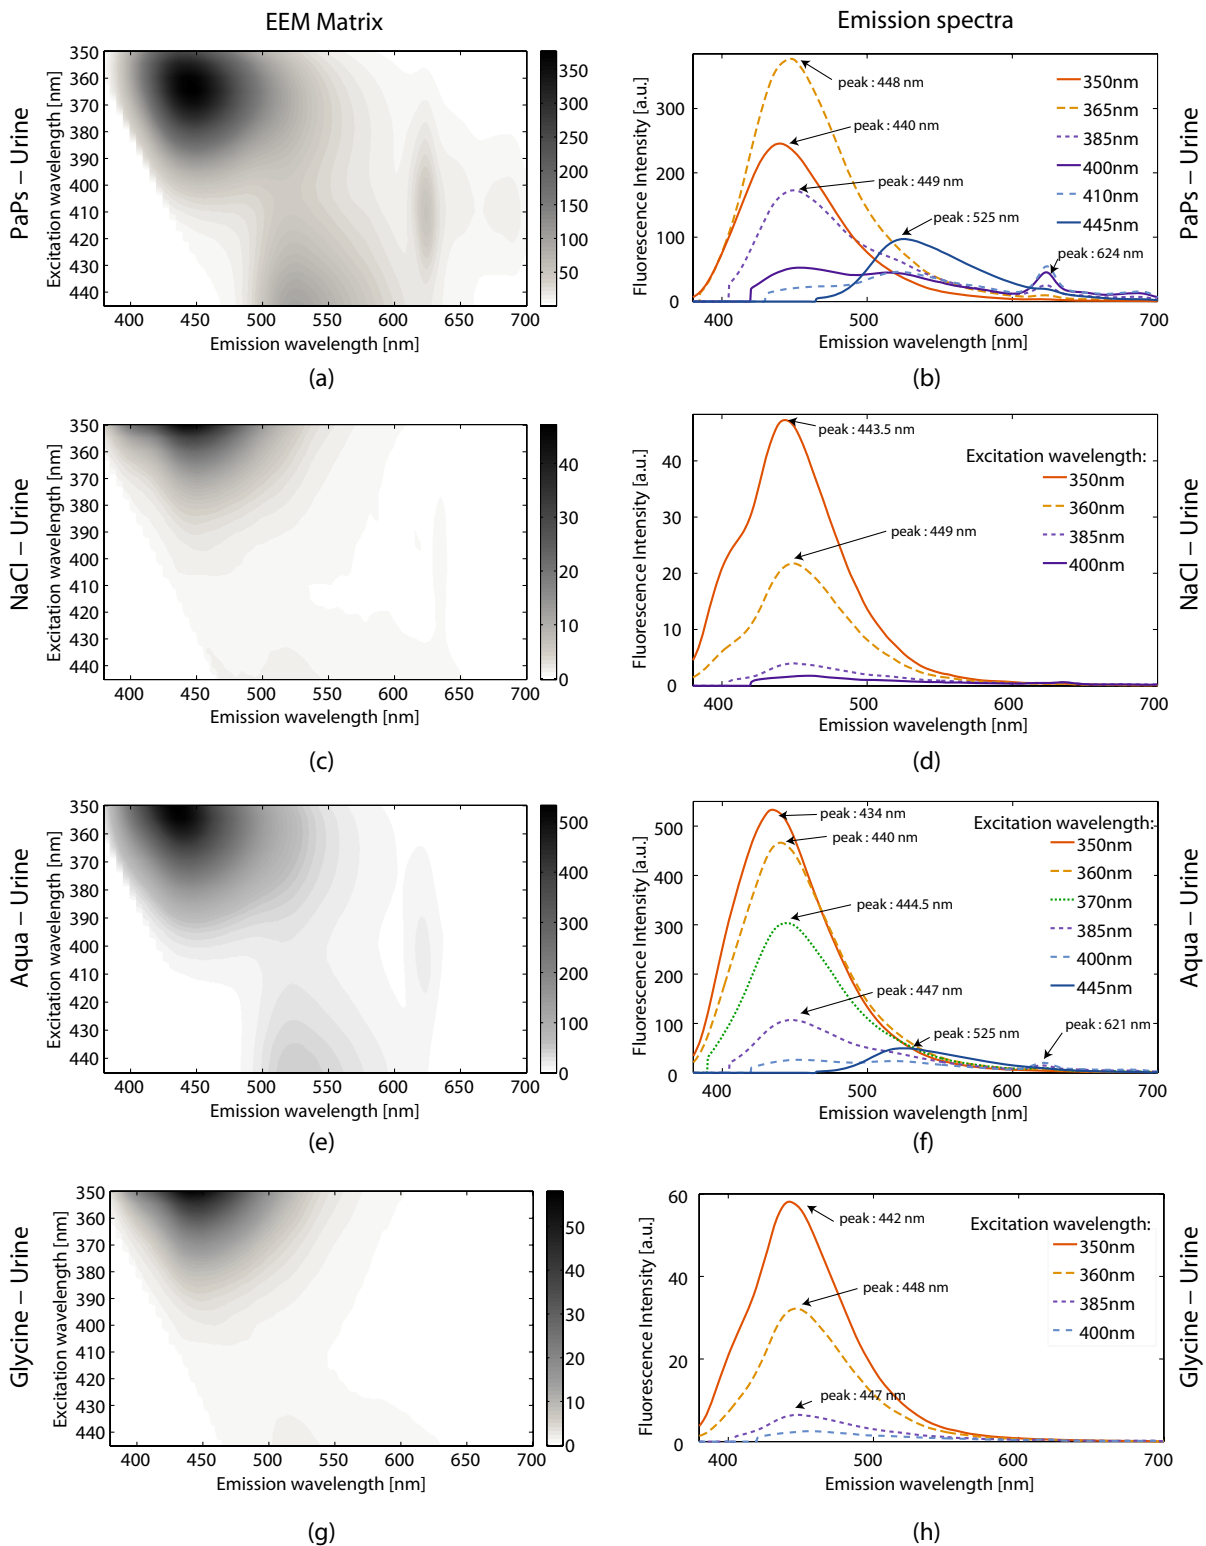 EEM Matrix
Emission spectra
PaPs – Urine
Excitation wavelength [nm]
350
360
370
380
390
400
410
420
430
440
400
450
500
550
600
650
700
Emission wavelength [nm]
350
300
250
200
150
100
50
(a)
Fluorescence Intensity [a.u.]
300
200
100
0
400
500
600
700
Emission wavelength [nm]
peak : 448 nm
peak : 440 nm
peak : 449 nm
peak : 525 nm
peak : 624 nm
350nm
365nm
385nm
400nm
410nm
445nm
PaPs – Urine
(b)
NaCl – Urine
Excitation wavelength [nm]
350
360
370
380
390
400
410
420
430
440
400
450
500
550
600
650
700
Emission wavelength [nm]
40
30
20
10
0
(c)
Fluorescence Intensity [a.u.]
40
30
20
10
0
400
500
600
700
Emission wavelength [nm]
peak : 443.5 nm
peak : 449 nm
Excitation wavelength:
350nm
360nm
385nm
400nm
NaCl – Urine
(d)
Aqua – Urine
Excitation wavelength [nm]
350
360
370
380
390
400
410
420
430
440
400
450
500
550
600
650
700
Emission wavelength [nm]
500
400
300
200
100
0
(e)
Fluorescence Intensity [a.u.]
500
400
300
200
100
0
400
500
600
700
Emission wavelength [nm]
peak : 434 nm
peak : 440 nm
peak : 444.5 nm
peak : 447 nm
peak : 525 nm
peak : 621 nm
Excitation wavelength:
350nm
360nm
370nm
385nm
400nm
445nm
Aqua – Urine
(f)
Glycine – Urine
Excitation wavelength [nm]
350
360
370
380
390
400
410
420
430
440
400
450
500
550
600
650
700
Emission wavelength [nm]
50
40
30
20
10
0
(g)
Fluorescence Intensity [a.u.]
60
40
20
0
400
500
600
700
Emission wavelength [nm]
peak : 442 nm
peak : 448 nm
peak : 447 nm
Excitation wavelength:
350nm
360nm
385nm
400nm
Glycine – Urine
(h)